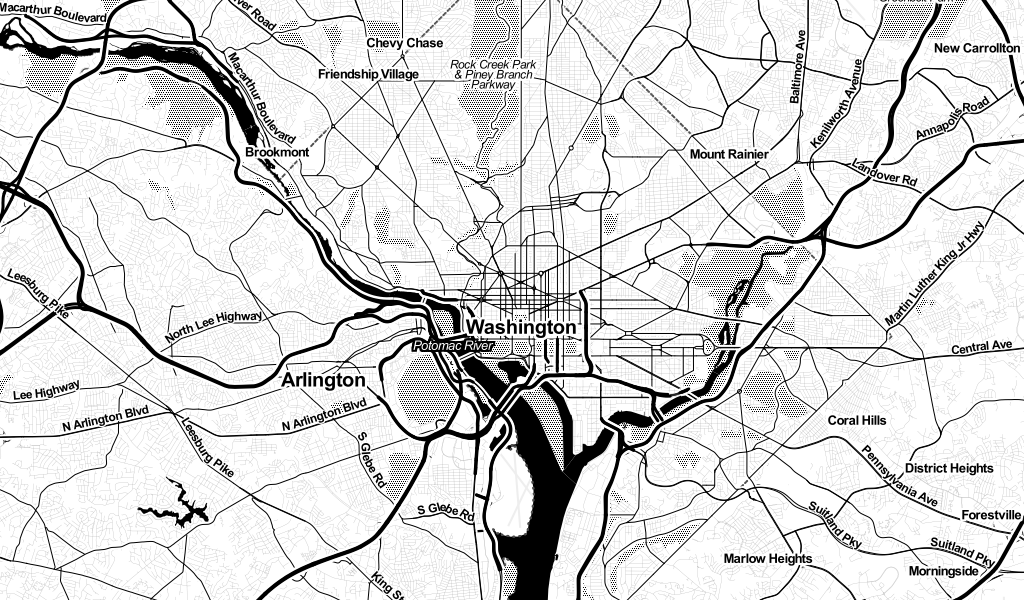 Macarthur Boulevard
River Road
Chevy Chase
Friendship Village
Rock Creek Park
& Piney Branch
Parkway
Baltimore Ave
New Carrollton
Kenilworth Avenue
Annapolis Road
Macarthur Boulevard
Brookmont
Mount Rainier
Landover Rd
Martin Luther King Jr Hwy
Leesburg Pike
North Lee Highway
Washington
Potomac River
Central Ave
Arlington
Lee Highway
N Arlington Blvd
N Arlington Blvd
Coral Hills
S Glebe Rd
Leesburg Pike
District Heights
Pennsylvania Ave
S Glebe Rd
Suitland Pky
Forestville
Suitland Pky
Marlow Heights
Morningside
King St